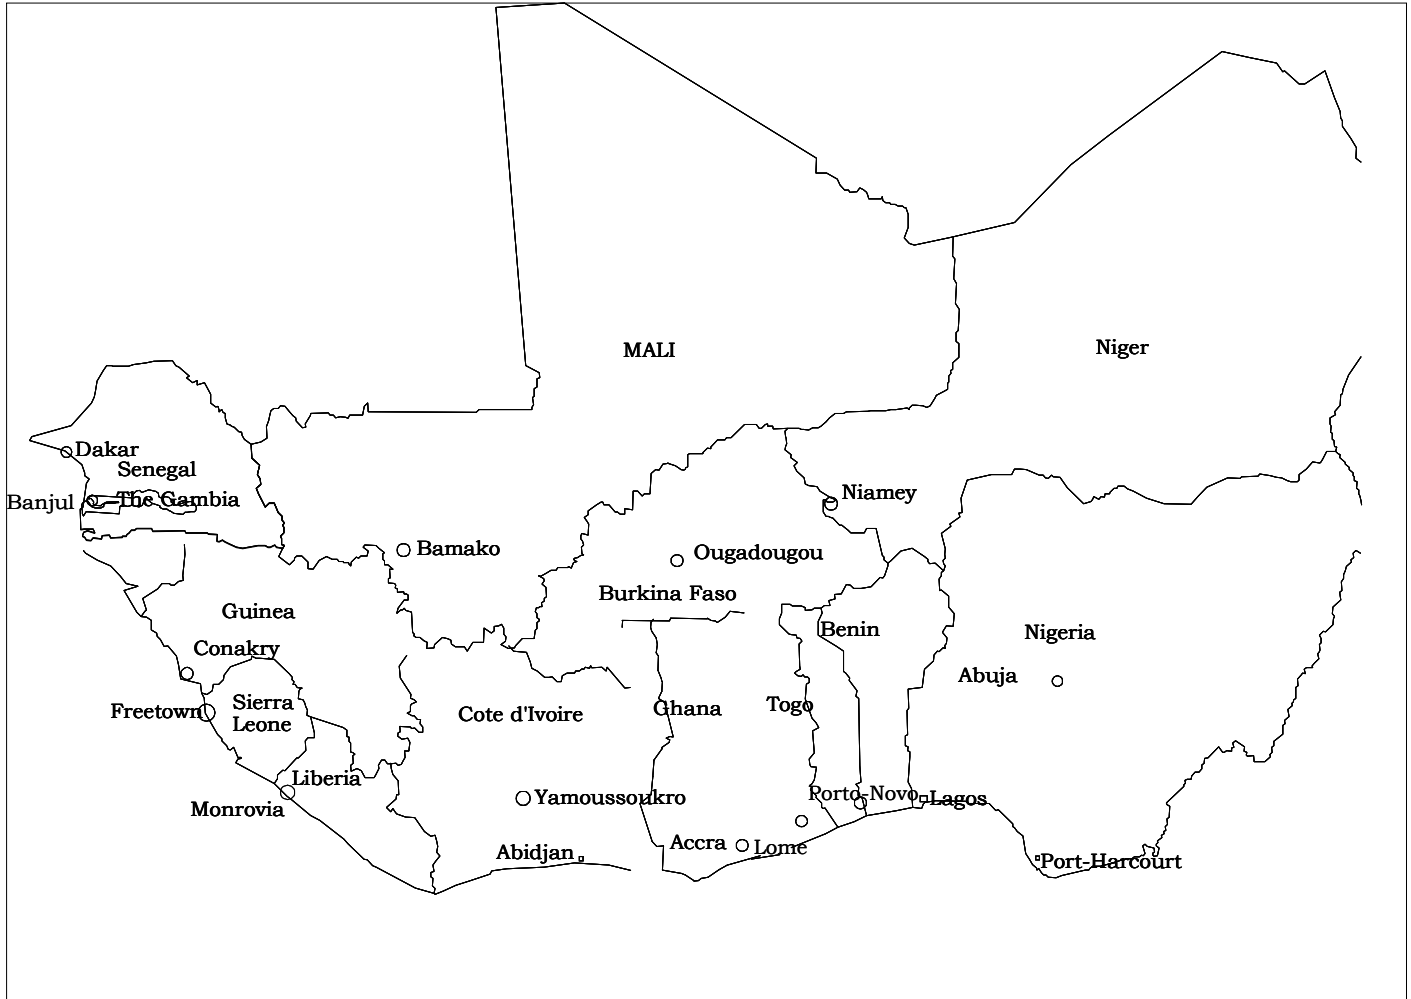 Niger
MALI
Dakar
Senegal
Banjul
The Gambia
Niamey
Bamako
Ougadougou
Burkina Faso
Guinea
Benin
Nigeria
Conakry
Abuja
Sierra
Leone
Freetown
Cote d'Ivoire
Ghana
Togo
Liberia
Monrovia
Yamoussoukro
Porto-Novo
Lagos
Accra
Lome
Abidjan
Port-Harcourt